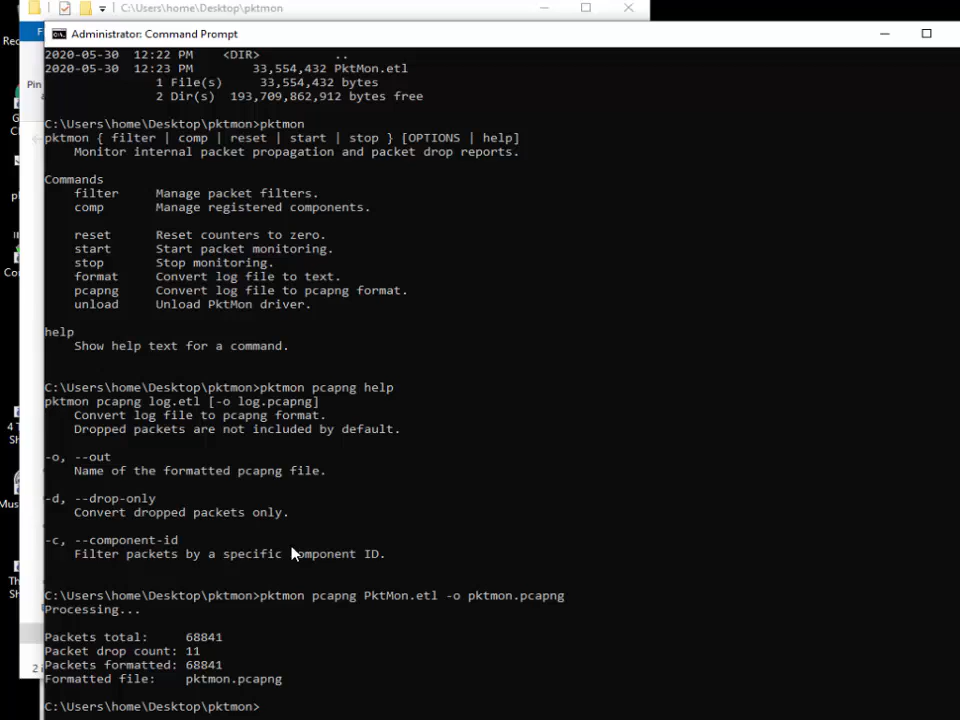 C:\Users\home\Desktop\pktmon
Administrator: Command Prompt
2020-05-30  12:22 PM    <DIR>          ..
2020-05-30  12:23 PM        33,554,432 PktMon.etl
               1 File(s)     33,554,432 bytes
               2 Dir(s)  193,709,862,912 bytes free
C:\Users\home\Desktop\pktmon>pktmon
pktmon { filter | comp | reset | start | stop } [OPTIONS | help]
    Monitor internal packet propagation and packet drop reports.
Commands
    filter     Manage packet filters.
    comp       Manage registered components.
    reset      Reset counters to zero.
    start      Start packet monitoring.
    stop       Stop monitoring.
    format     Convert log file to text.
    pcapng     Convert log file to pcapng format.
    unload     Unload PktMon driver.
help
    Show help text for a command.
C:\Users\home\Desktop\pktmon>pktmon pcapng help
pktmon pcapng log.etl [-o log.pcapng]
    Convert log file to pcapng format.
    Dropped packets are not included by default.
-o, --out
    Name of the formatted pcapng file.
-d, --drop-only
    Convert dropped packets only.
-c, --component-id
    Filter packets by a specific component ID.
C:\Users\home\Desktop\pktmon>pktmon pcapng PktMon.etl -o pktmon.pcapng
Processing...
Packets total:     68841
Packet drop count: 11
Packets formatted: 68841
Formatted file:    pktmon.pcapng
C:\Users\home\Desktop\pktmon>
Rec
F
Pin
G
C
p
Co
4 T
Sh
Mus
Th
Sh
2